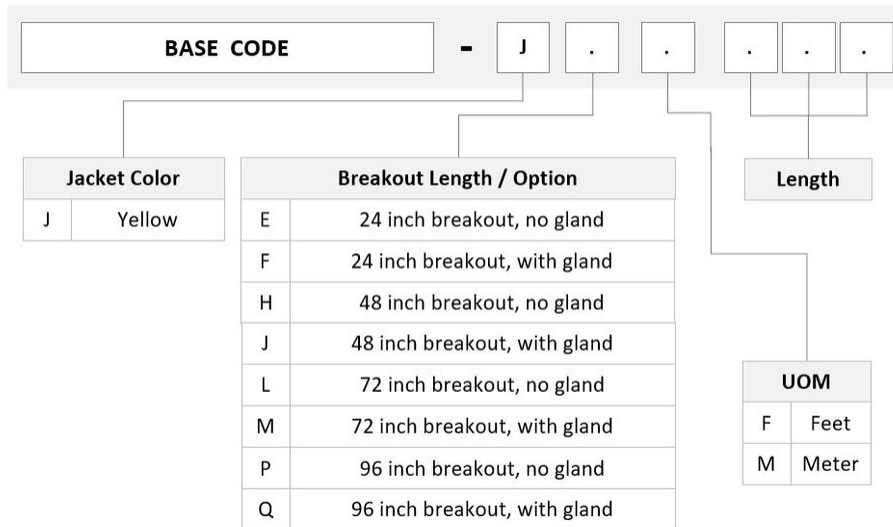 BASE CODE - J . . . . .
Jacket Color
J Yellow
Breakout Length / Option
E 24 inch breakout, no gland
F 24 inch breakout, with gland
H 48 inch breakout, no gland
J 48 inch breakout, with gland
L 72 inch breakout, no gland
M 72 inch breakout, with gland
P 96 inch breakout, no gland
Q 96 inch breakout, with gland
Length
UOM
F Feet
M Meter